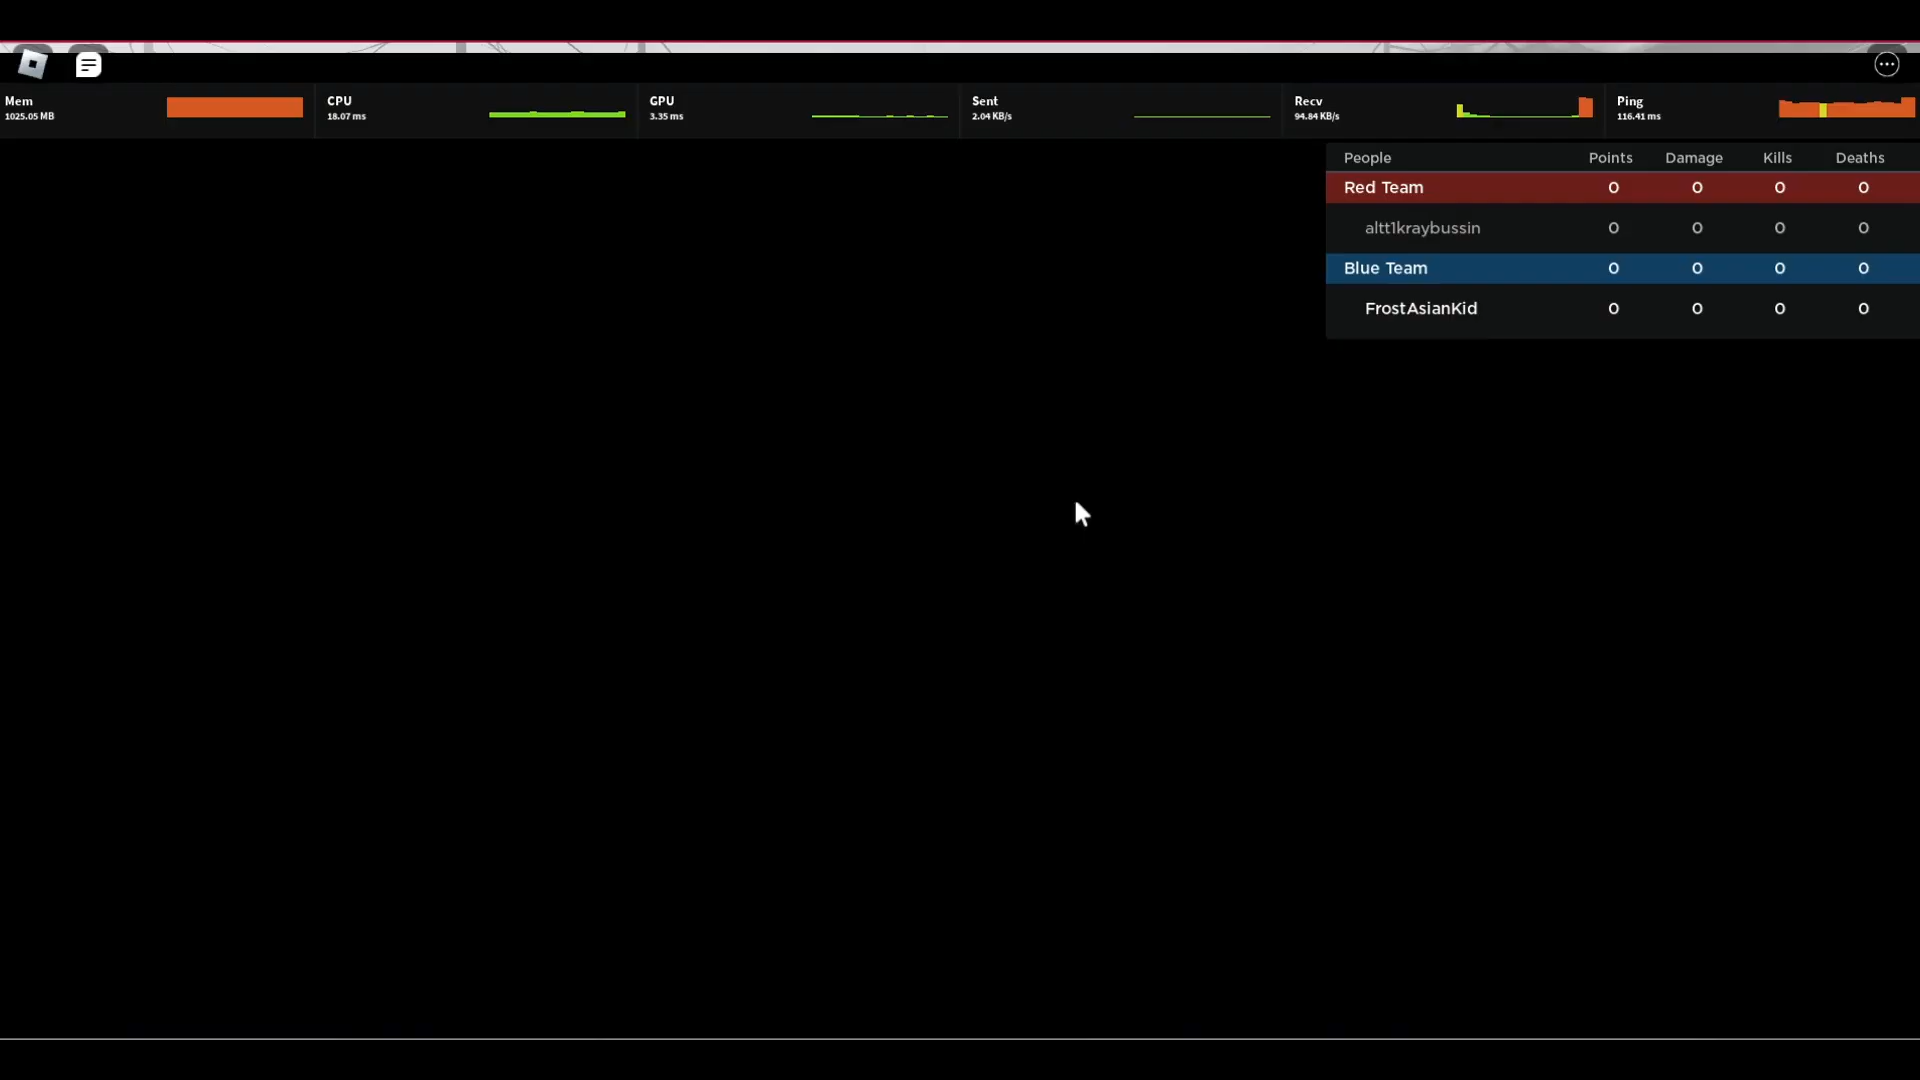 Mem CPU GPU Sent Recv Ping
1025.05 MB 18.07 ms 3.35 ms 2.04 KB/s 94.84 KB/s 116.41 ms
People Points Damage Kills Deaths
Red Team 0 0 0 0
altt1kraybussin 0 0 0 0
Blue Team 0 0 0 0
FrostAsianKid 0 0 0 0